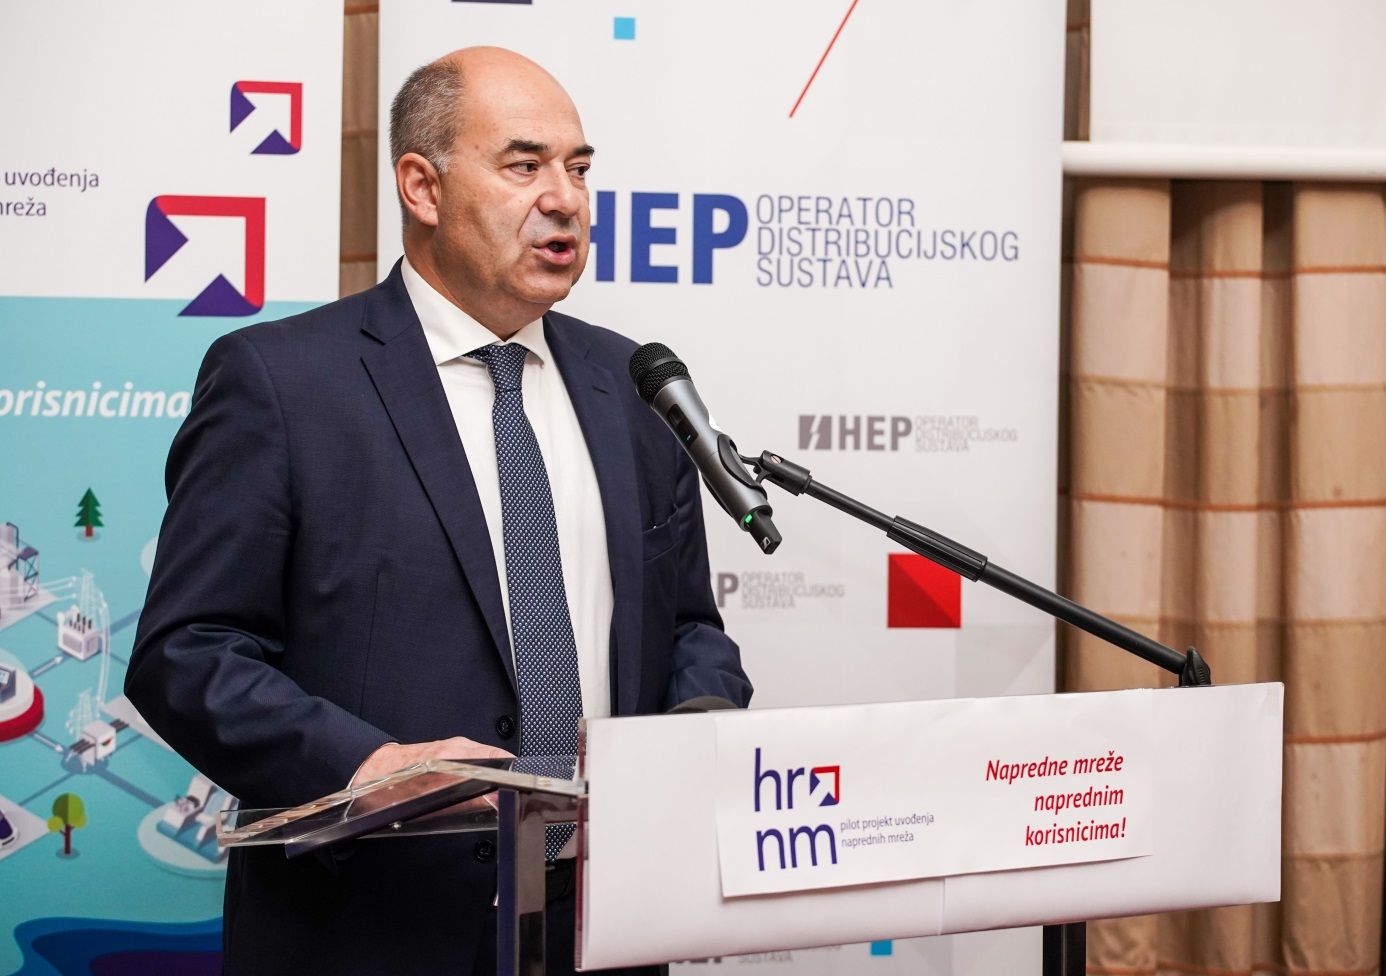 uvođenja
mreža
orisnicima
HEP
OPERATOR
DISTRIBUCIJSKOG
SUSTAVA
HEP
OPERATOR
DISTRIBUCIJSKOG
SUSTAVA
P
OPERATOR
DISTRIBUCIJSKOG
SUSTAVA
hr
nm
pilot projekt uvođenja
naprednih mreža
Napredne mreže
naprednim
korisnicima!
HEP